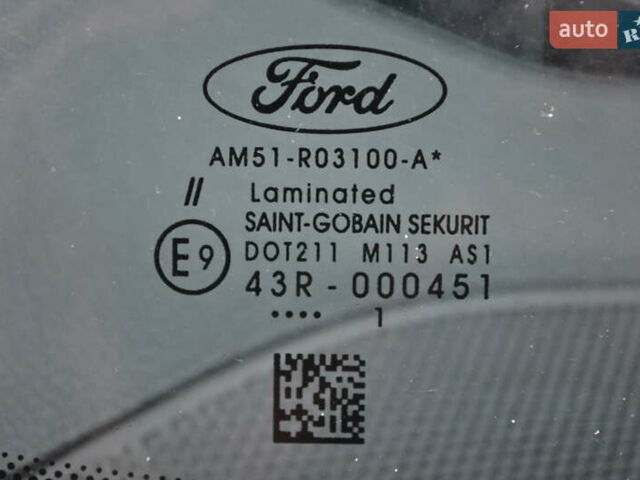 auto
R
Ford
AM51-R03100-A*
// Laminated
SAINT-GOBAIN SEKURIT
E9
DOT211 M113 AS1
43R-000451
.... 1